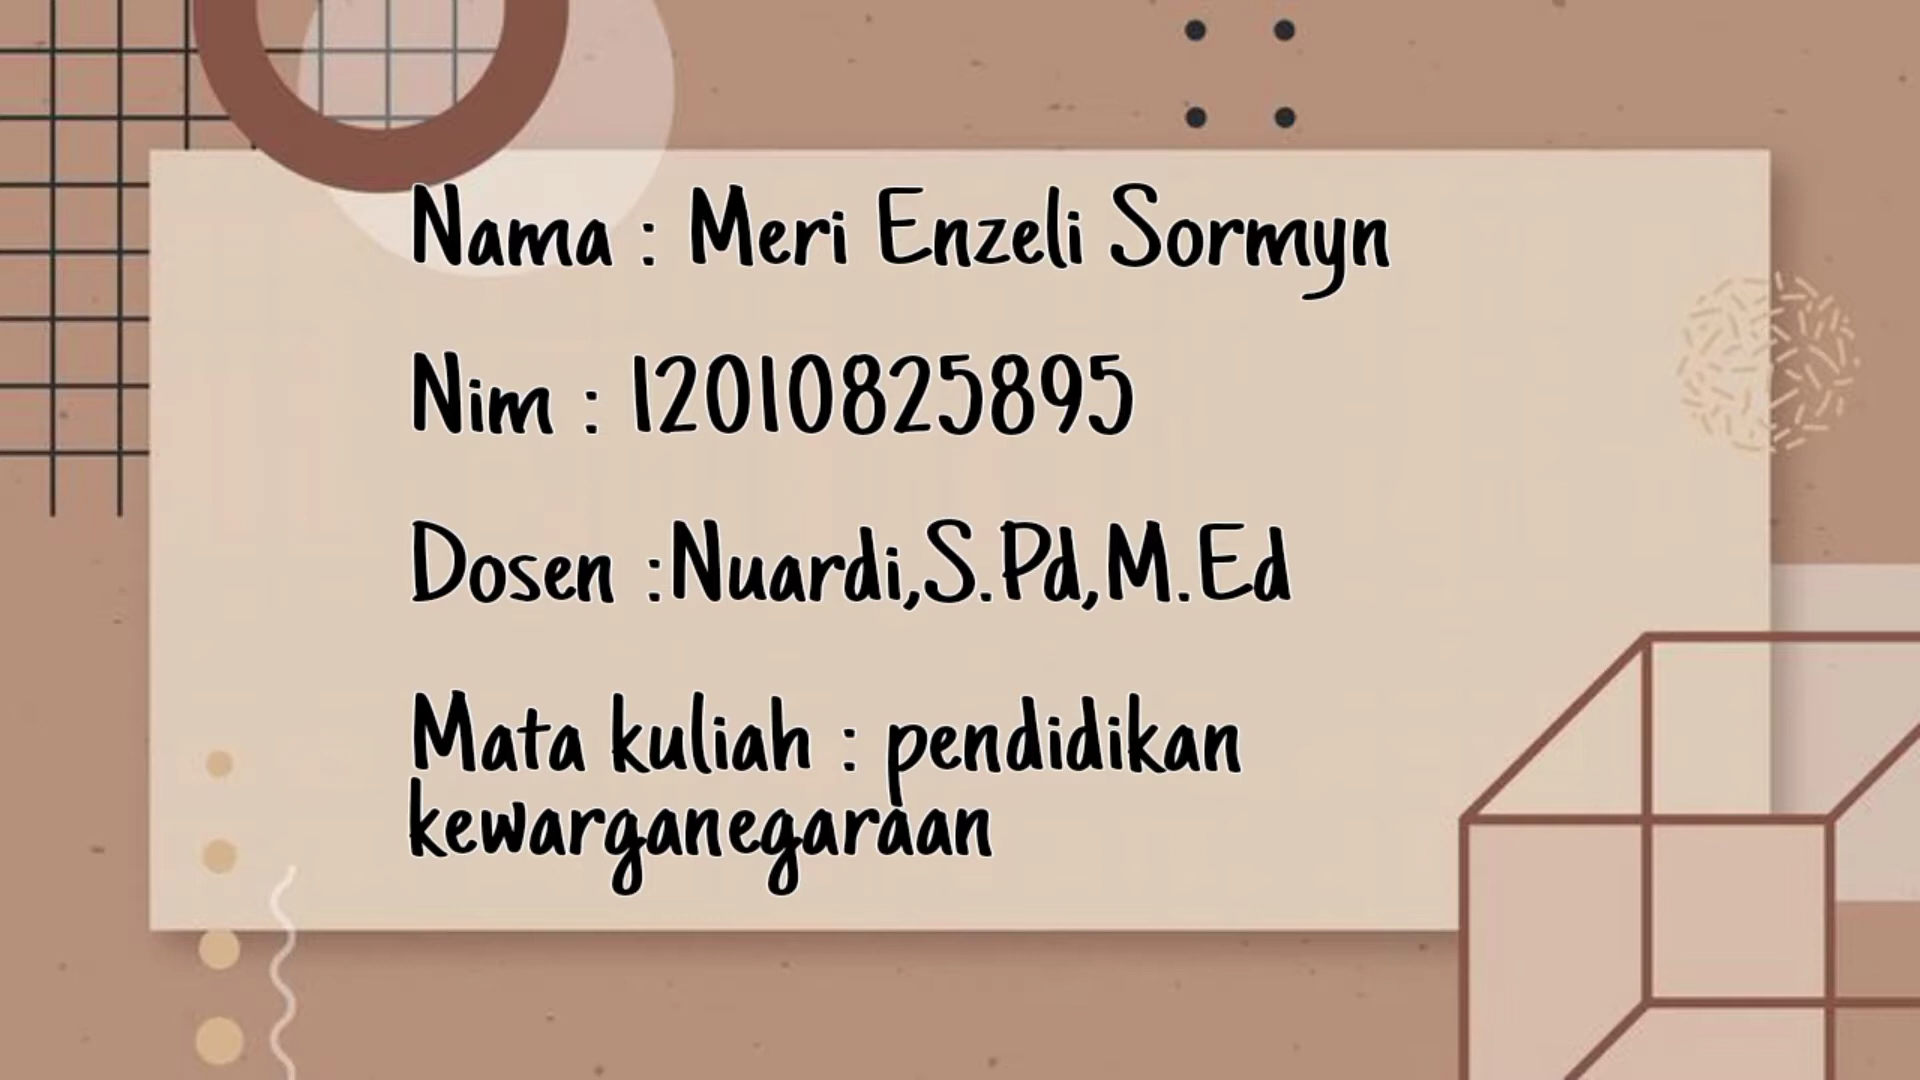 Nama : Meri Enzeli Sormyn
Nim : 12010825895
Dosen :Nuardi,S.Pd,M.Ed
Mata kuliah : pendidikan
kewarganegaraan